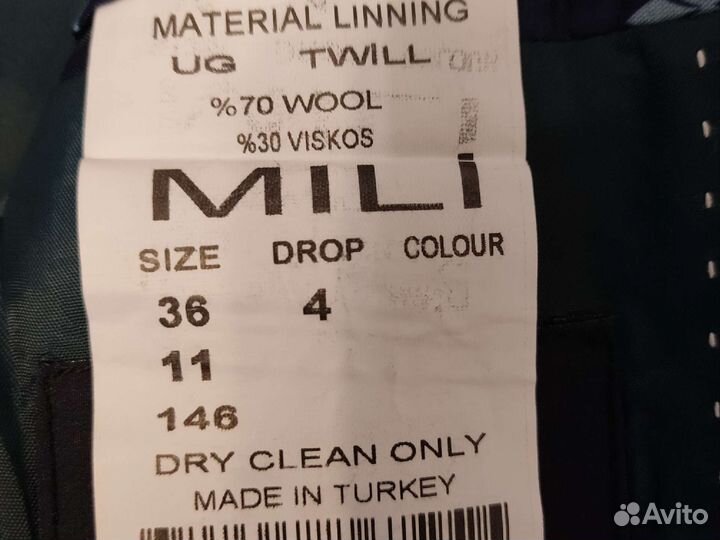 MATERIAL LINNING
UG TWILL
%70 WOOL
%30 VISKOS
MILİ
SIZE DROP COLOUR
36 4
11
146
DRY CLEAN ONLY
MADE IN TURKEY
Avito